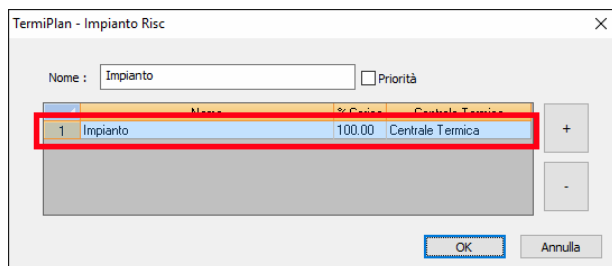 TermiPlan - Impianto Risc
Nome : Impianto Priorità
Nome % Carico Centrale Termica
1 Impianto 100.00 Centrale Termica
+
-
OK Annulla